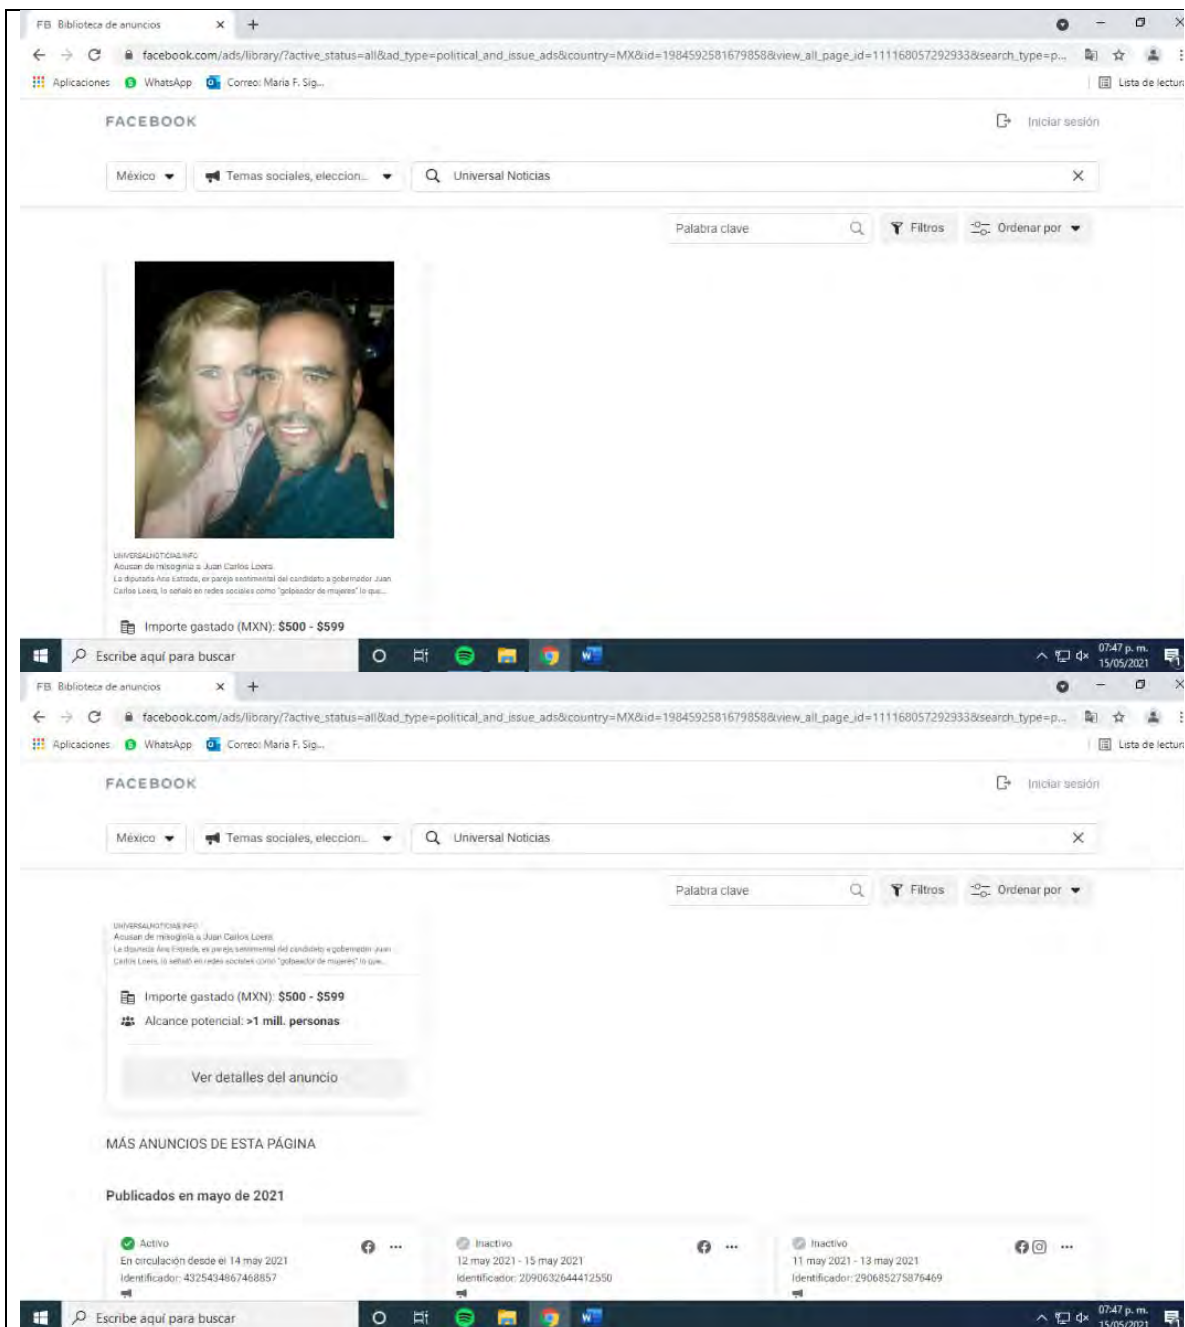 FB Biblioteca de anuncios
facebook.com/ads/library/?active_status=all&ad_type=political_and_issue_ads&country=MX&id=1984592581679858&view_all_page_id=111168057292933&search_type=p...
Aplicaciones WhatsApp Correo: Maria F. Sig... Lista de lectura
FACEBOOK Iniciar sesión
México Temas sociales, eleccion... Universal Noticias
Palabra clave Filtros Ordenar por
UNIVERSALNOTICIAS.INFO
Acusan de misoginia a Juan Carlos Loera.
La diputada Ana Estrada, ex pareja sentimental del candidato a gobernador Juan
Carlos Loera, lo señaló en redes sociales como "golpeador de mujeres" lo que...
Importe gastado (MXN): $500 - $599
Escribe aquí para buscar 07:47 p. m.
15/05/2021
FB Biblioteca de anuncios
facebook.com/ads/library/?active_status=all&ad_type=political_and_issue_ads&country=MX&id=1984592581679858&view_all_page_id=111168057292933&search_type=p...
Aplicaciones WhatsApp Correo: Maria F. Sig... Lista de lectura
FACEBOOK Iniciar sesión
México Temas sociales, eleccion... Universal Noticias
Palabra clave Filtros Ordenar por
UNIVERSALNOTICIAS.INFO
Acusan de misoginia a Juan Carlos Loera.
La diputada Ana Estrada, ex pareja sentimental del candidato a gobernador Juan
Carlos Loera, lo señaló en redes sociales como "golpeador de mujeres" lo que...
Importe gastado (MXN): $500 - $599
Alcance potencial: >1 mill. personas
Ver detalles del anuncio
MÁS ANUNCIOS DE ESTA PÁGINA
Publicados en mayo de 2021
Activo Inactivo Inactivo
En circulación desde el 14 may 2021 12 may 2021 - 15 may 2021 11 may 2021 - 13 may 2021
Identificador: 4325434867468857 Identificador: 2090632644412550 Identificador: 290685275876469
Escribe aquí para buscar 07:47 p. m.
15/05/2021